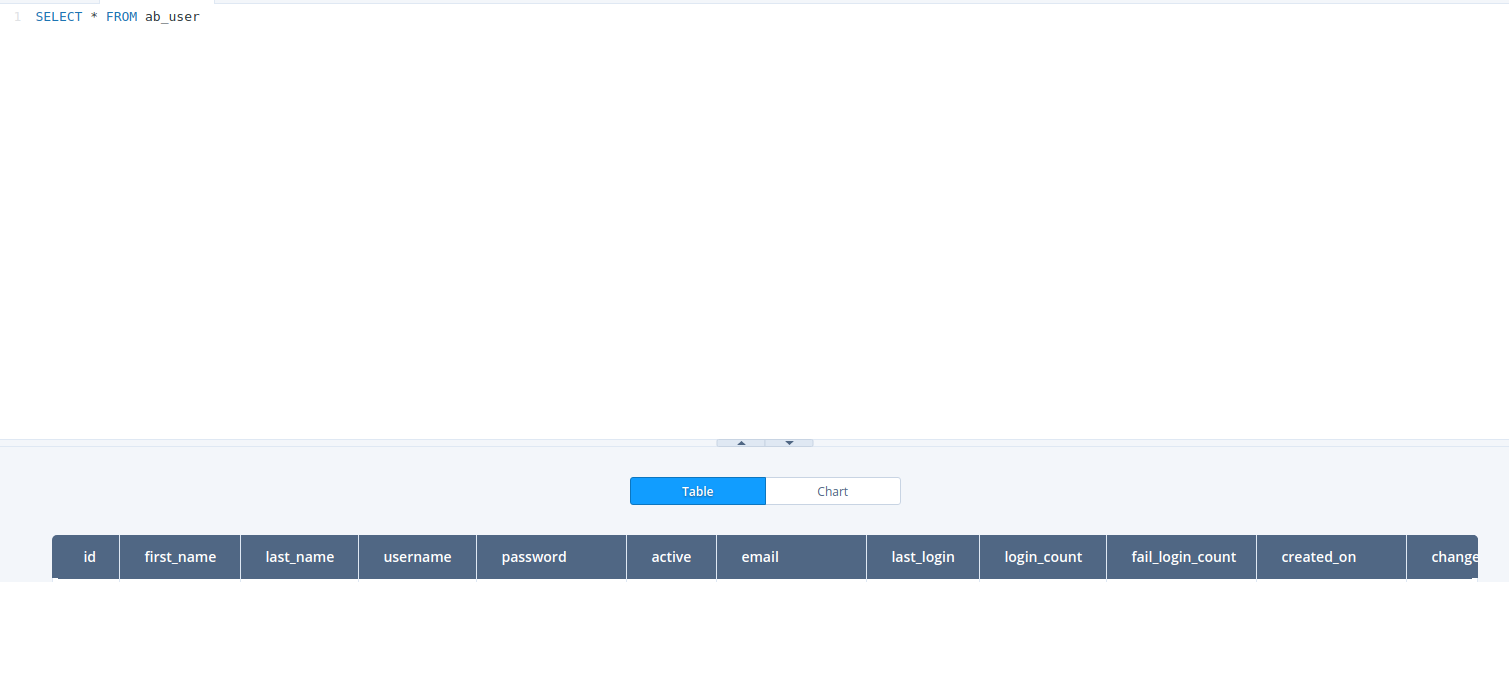 1 SELECT * FROM ab_user
Table Chart
id first_name last_name username password active email last_login login_count fail_login_count created_on change